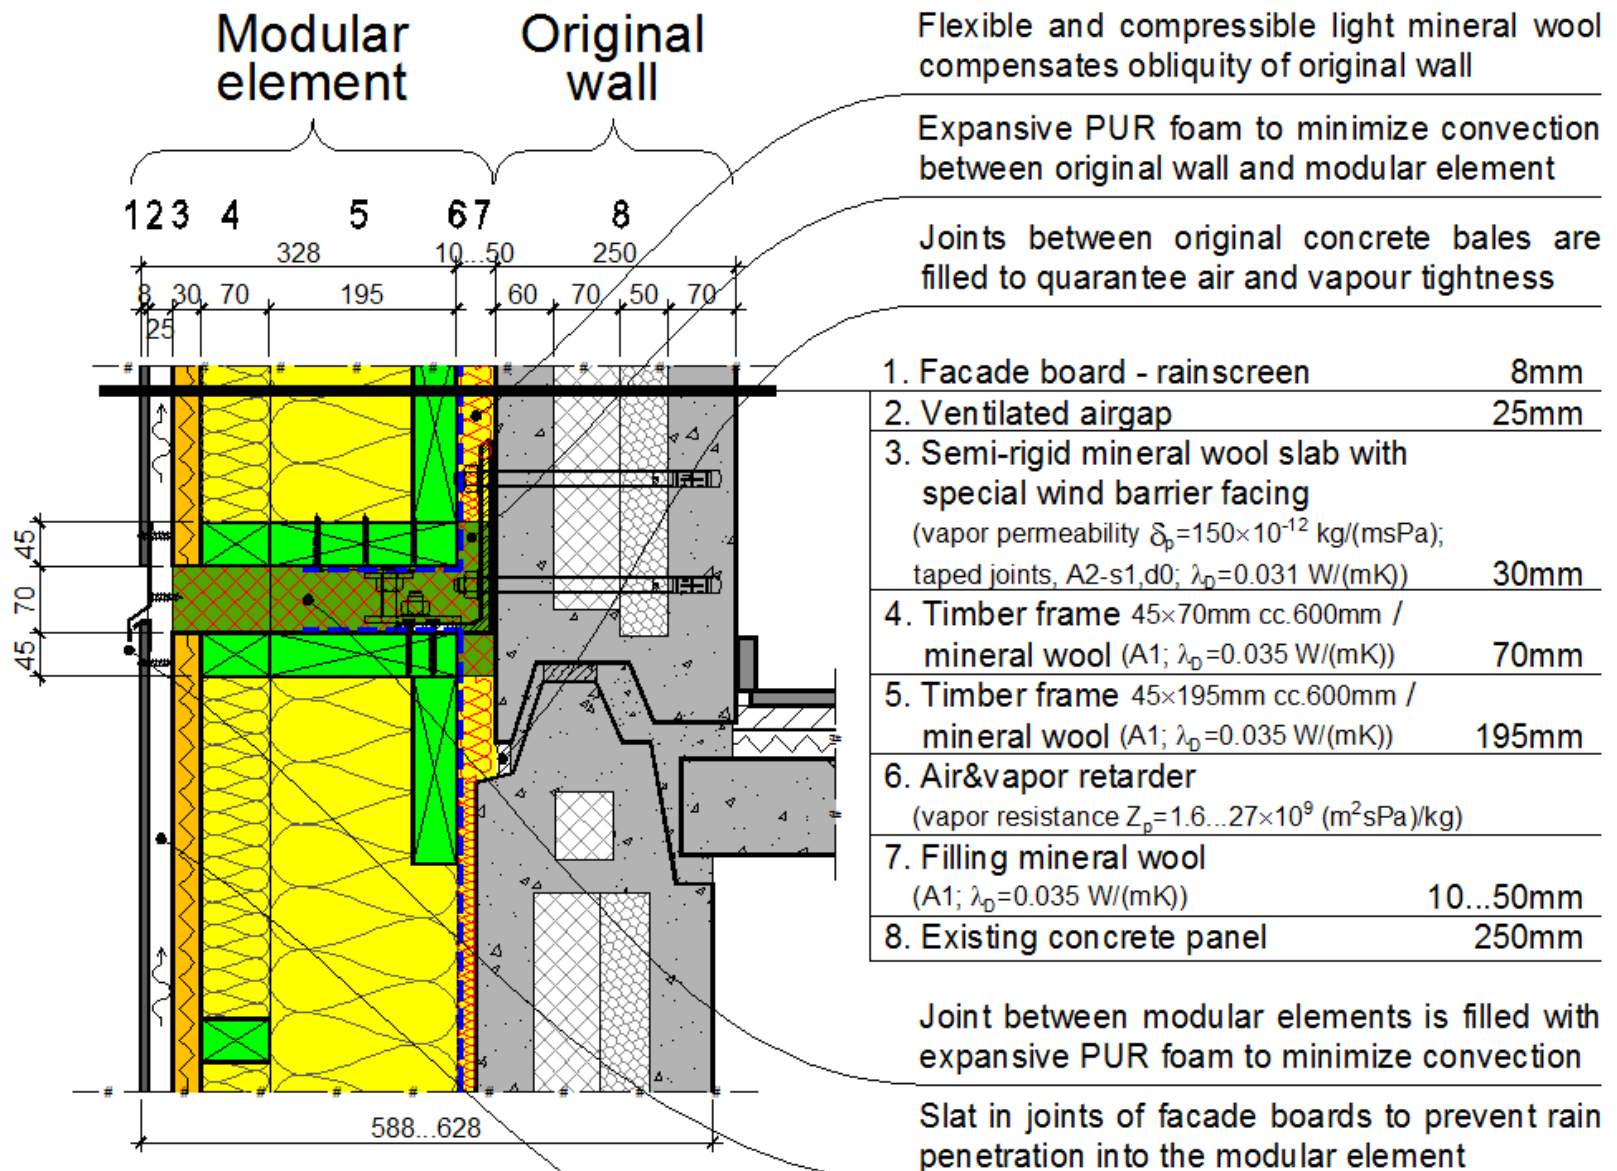 Modular
element
Original
wall
1 2 3 4 5 6 7 8
328 10...50 250
8 30 70 195 60 70 50 70
25
45
70
45
588...628
Flexible and compressible light mineral wool
compensates obliquity of original wall
Expansive PUR foam to minimize convection
between original wall and modular element
Joints between original concrete bales are
filled to quarantee air and vapour tightness
1. Facade board - rainscreen 8mm
2. Ventilated airgap 25mm
3. Semi-rigid mineral wool slab with
special wind barrier facing
(vapor permeability δp=150×10-12 kg/(msPa);
taped joints, A2-s1,d0; λD=0.031 W/(mK)) 30mm
4. Timber frame 45×70mm cc.600mm /
mineral wool (A1; λD=0.035 W/(mK)) 70mm
5. Timber frame 45×195mm cc.600mm /
mineral wool (A1; λD=0.035 W/(mK)) 195mm
6. Air&vapor retarder
(vapor resistance Zp=1.6...27×10⁹ (m²sPa)/kg)
7. Filling mineral wool
(A1; λD=0.035 W/(mK)) 10...50mm
8. Existing concrete panel 250mm
Joint between modular elements is filled with
expansive PUR foam to minimize convection
Slat in joints of facade boards to prevent rain
penetration into the modular element